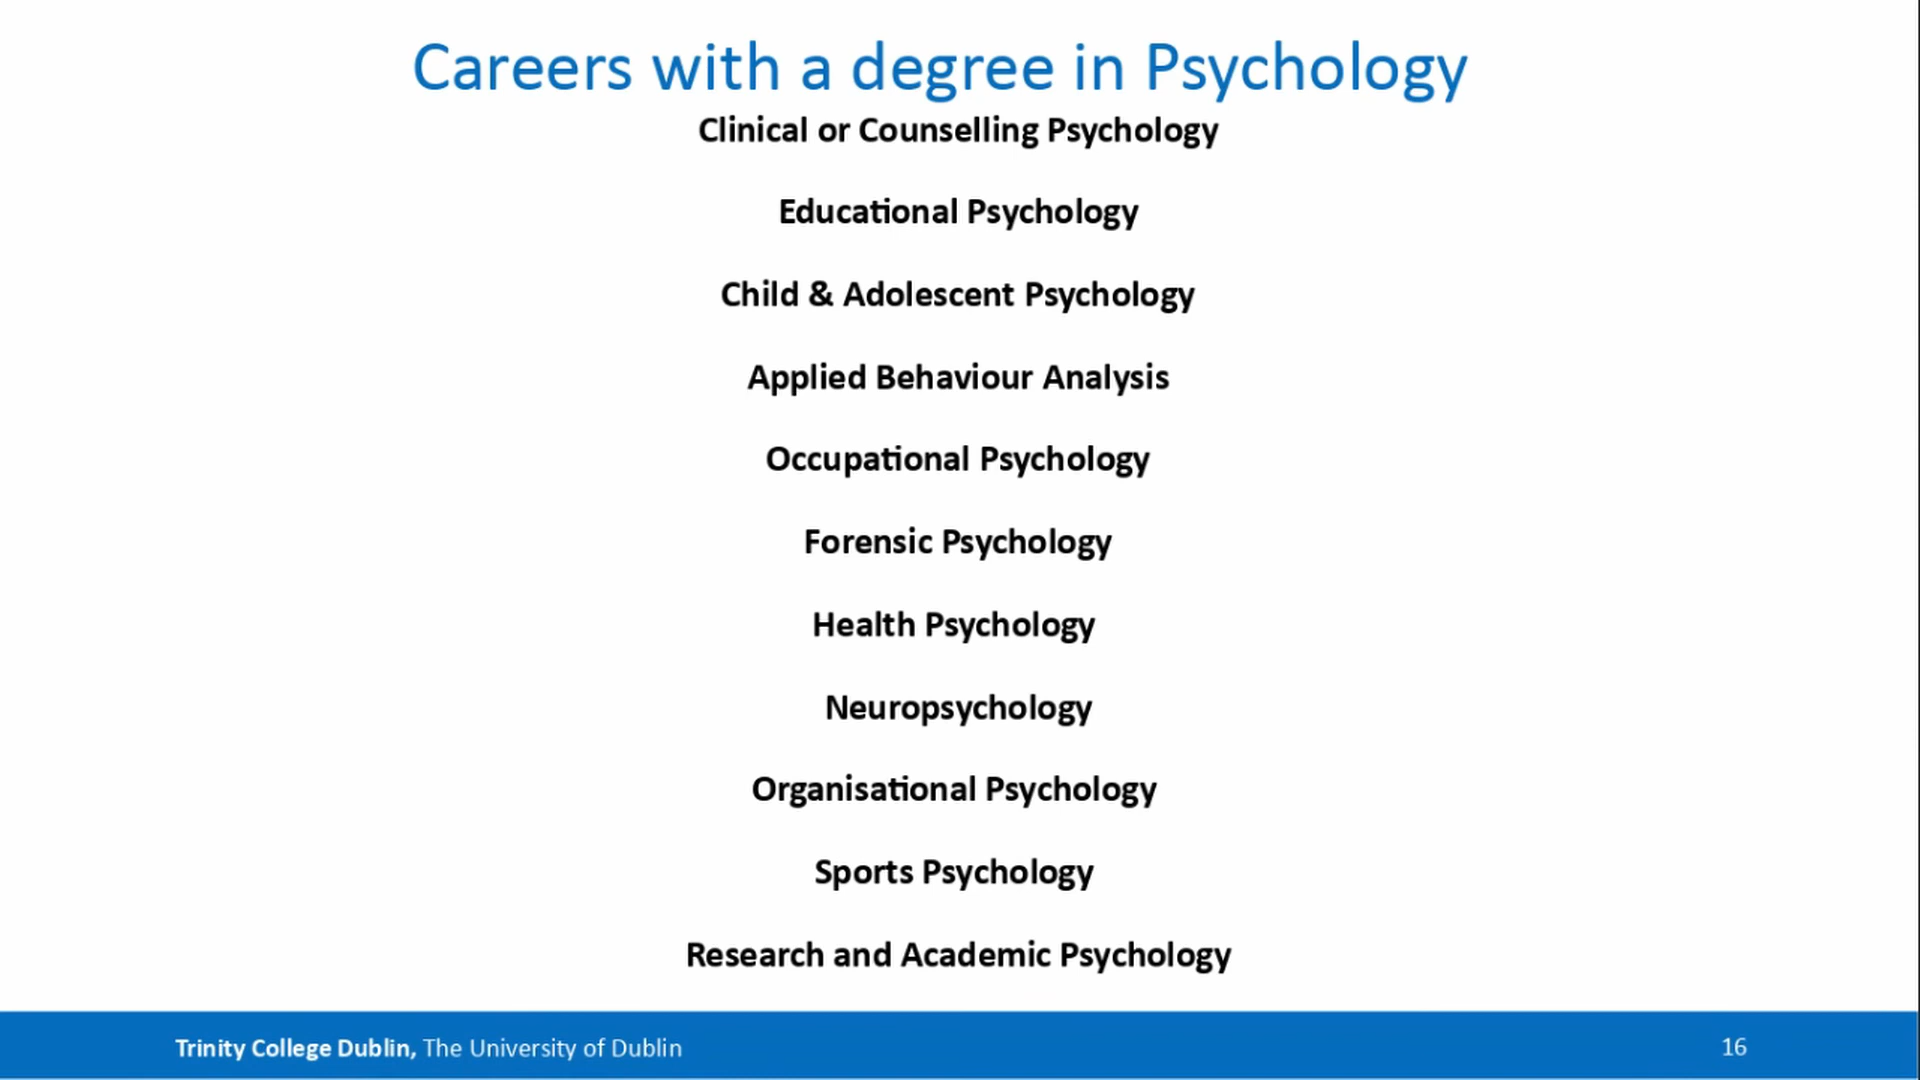 Careers with a degree in Psychology
Clinical or Counselling Psychology
Educational Psychology
Child & Adolescent Psychology
Applied Behaviour Analysis
Occupational Psychology
Forensic Psychology
Health Psychology
Neuropsychology
Organisational Psychology
Sports Psychology
Research and Academic Psychology
Trinity College Dublin, The University of Dublin
16